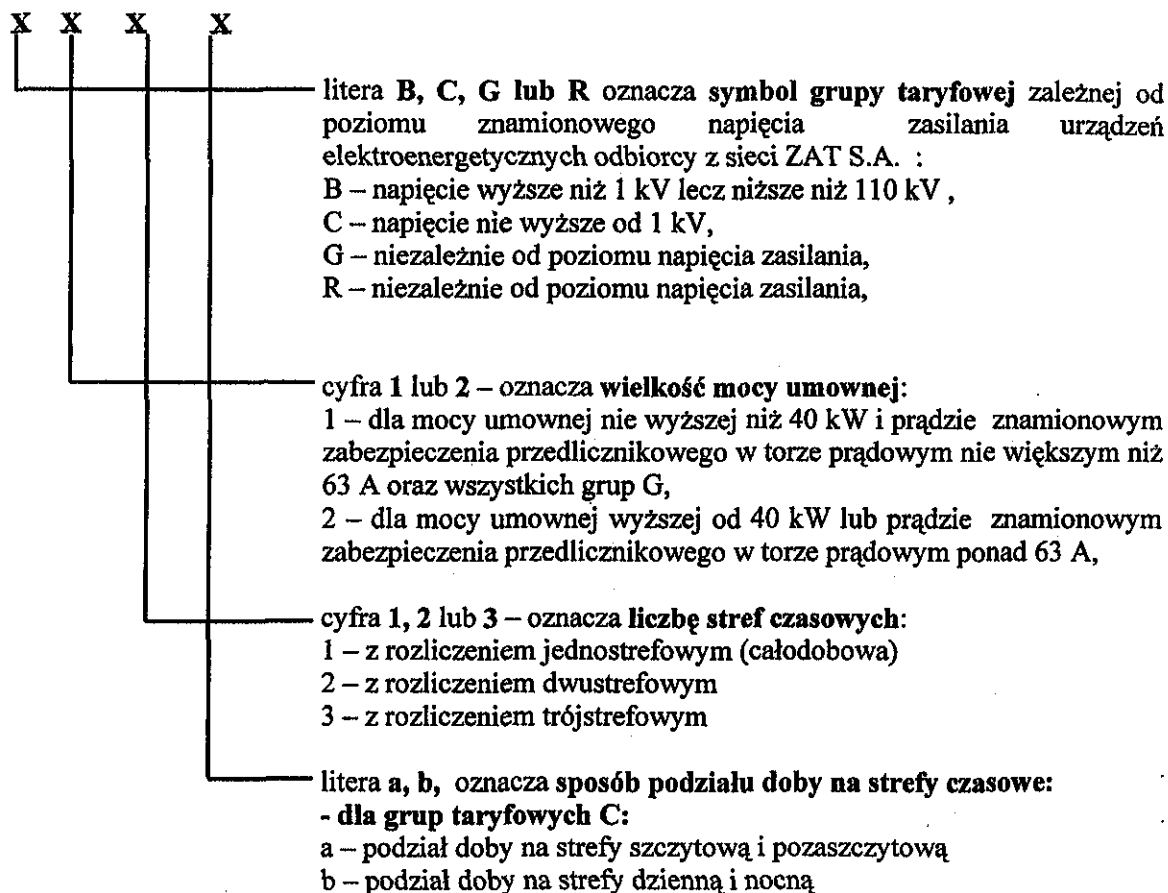 X X X X
litera B, C, G lub R oznacza symbol grupy taryfowej zależnej od
poziomu znamionowego napięcia zasilania urządzeń
elektroenergetycznych odbiorcy z sieci ZAT S.A. :
B – napięcie wyższe niż 1 kV lecz niższe niż 110 kV ,
C – napięcie nie wyższe od 1 kV,
G – niezależnie od poziomu napięcia zasilania,
R – niezależnie od poziomu napięcia zasilania,
cyfra 1 lub 2 – oznacza wielkość mocy umownej:
1 – dla mocy umownej nie wyższej niż 40 kW i prądzie znamionowym
zabezpieczenia przedlicznikowego w torze prądowym nie większym niż
63 A oraz wszystkich grup G,
2 – dla mocy umownej wyższej od 40 kW lub prądzie znamionowym
zabezpieczenia przedlicznikowego w torze prądowym ponad 63 A,
cyfra 1, 2 lub 3 – oznacza liczbę stref czasowych:
1 – z rozliczeniem jednostrefowym (całodobowa)
2 – z rozliczeniem dwustrefowym
3 – z rozliczeniem trójstrefowym
litera a, b, oznacza sposób podziału doby na strefy czasowe:
- dla grup taryfowych C:
a – podział doby na strefy szczytową i pozaszczytową
b – podział doby na strefy dzienną i nocną